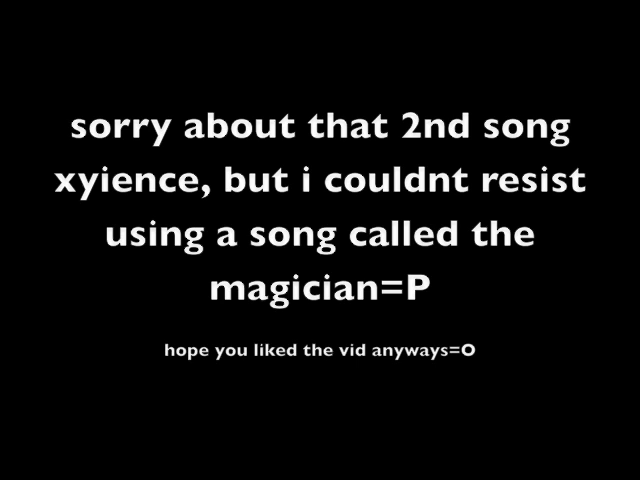 sorry about that 2nd song
xyience, but i couldnt resist
using a song called the
magician=P
hope you liked the vid anyways=O